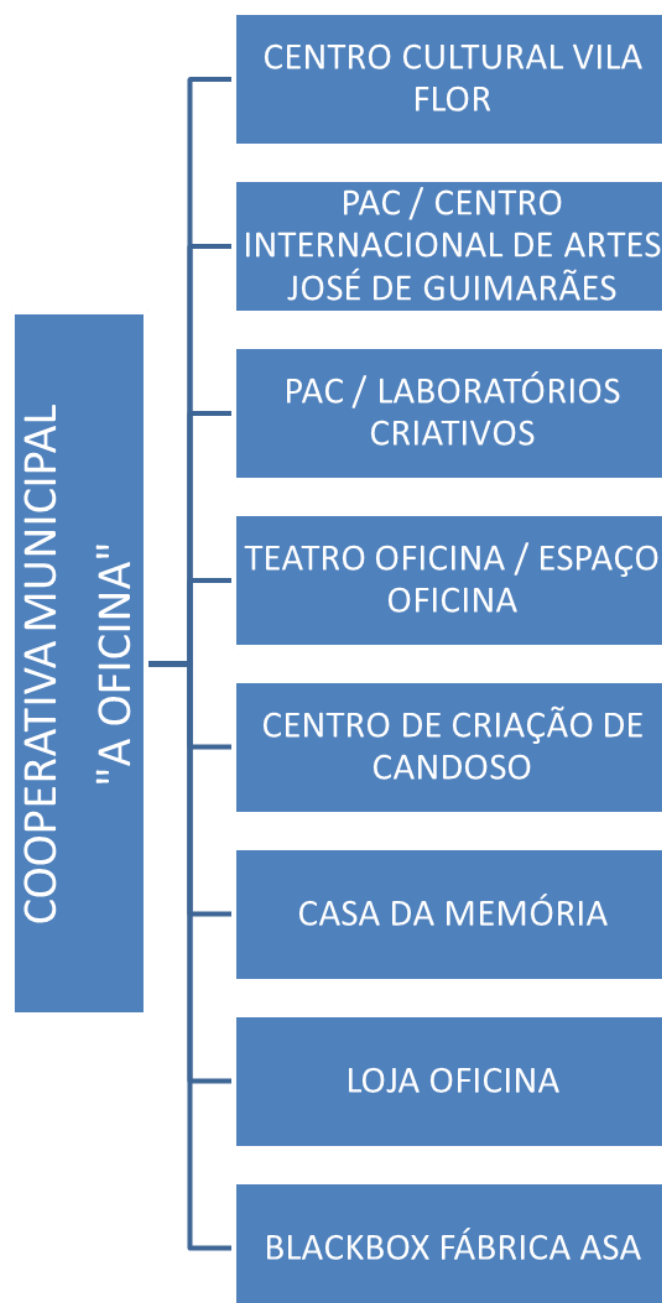 COOPERATIVA MUNICIPAL
"A OFICINA"
CENTRO CULTURAL VILA
FLOR
PAC / CENTRO
INTERNACIONAL DE ARTES
JOSÉ DE GUIMARÃES
PAC / LABORATÓRIOS
CRIATIVOS
TEATRO OFICINA / ESPAÇO
OFICINA
CENTRO DE CRIAÇÃO DE
CANDOSO
CASA DA MEMÓRIA
LOJA OFICINA
BLACKBOX FÁBRICA ASA